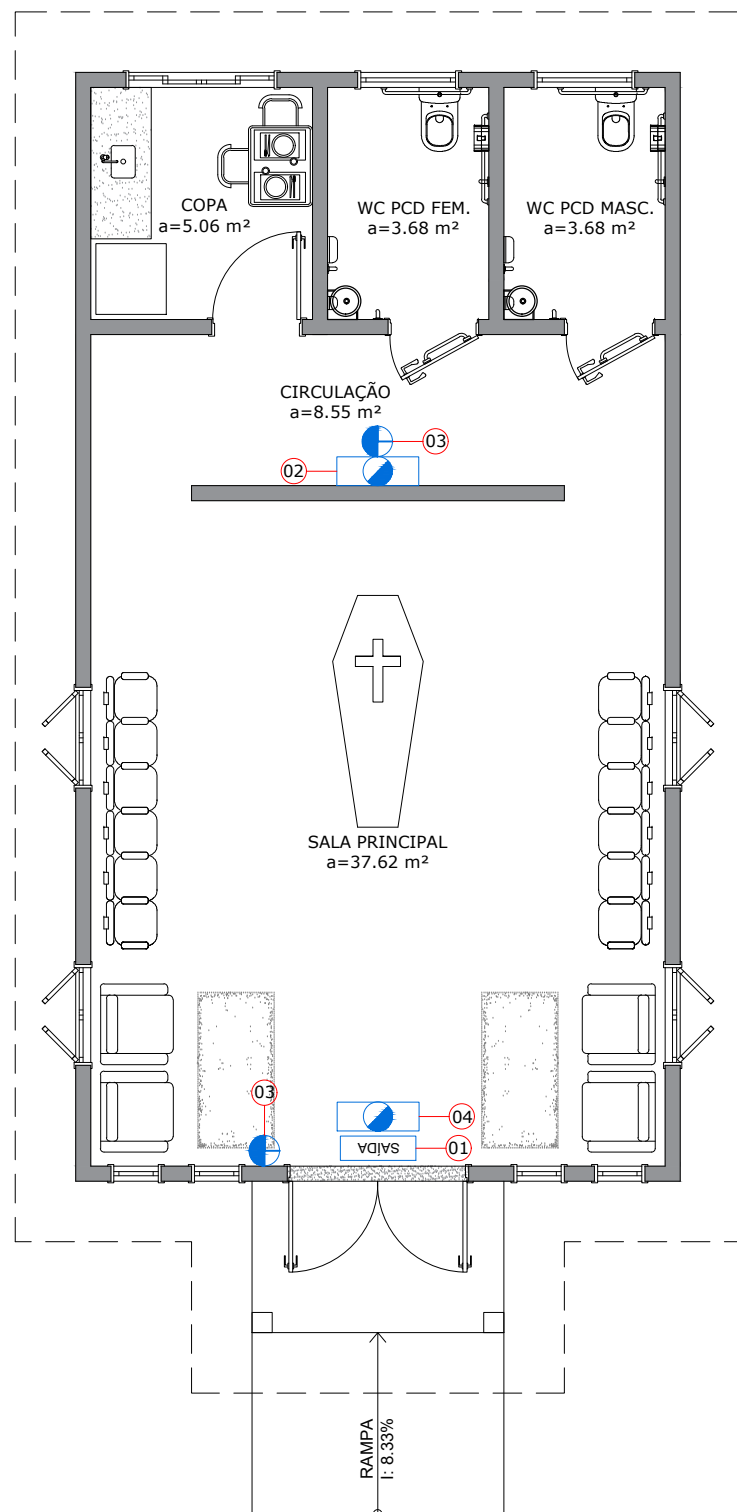 COPA
a=5.06 m²
WC PCD FEM.
a=3.68 m²
WC PCD MASC.
a=3.68 m²
CIRCULAÇÃO
a=8.55 m²
03
02
SALA PRINCIPAL
a=37.62 m²
03
04
SAÍDA
01
RAMPA
I: 8.33%